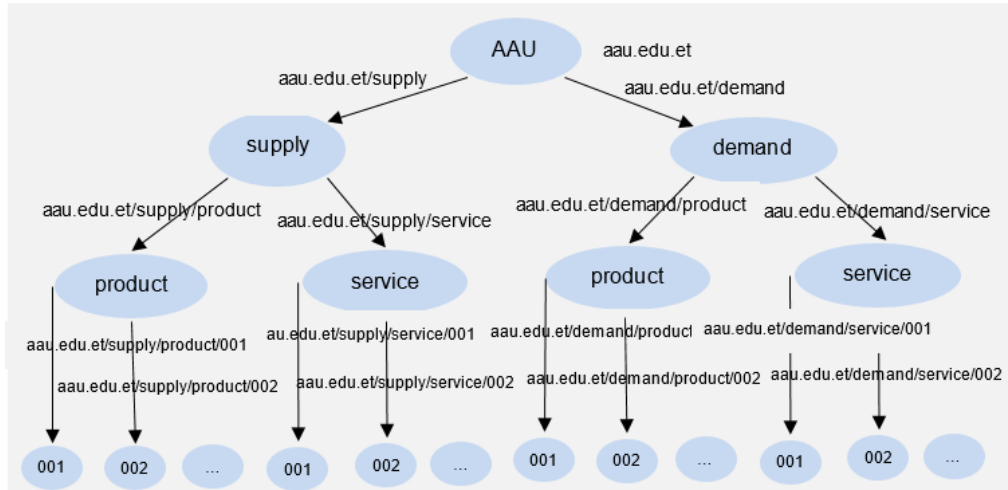 AAU
aau.edu.et
aau.edu.et/supply
aau.edu.et/demand
supply
demand
aau.edu.et/supply/product
aau.edu.et/supply/service
aau.edu.et/demand/product
aau.edu.et/demand/service
product
service
product
service
aau.edu.et/supply/product/001
au.edu.et/supply/service/001
aau.edu.et/demand/product
aau.edu.et/demand/service/001
aau.edu.et/supply/product/002
aau.edu.et/supply/service/002
aau.edu.et/demand/product/002
aau.edu.et/demand/service/002
001
002
...
001
002
...
001
002
...
001
002
...